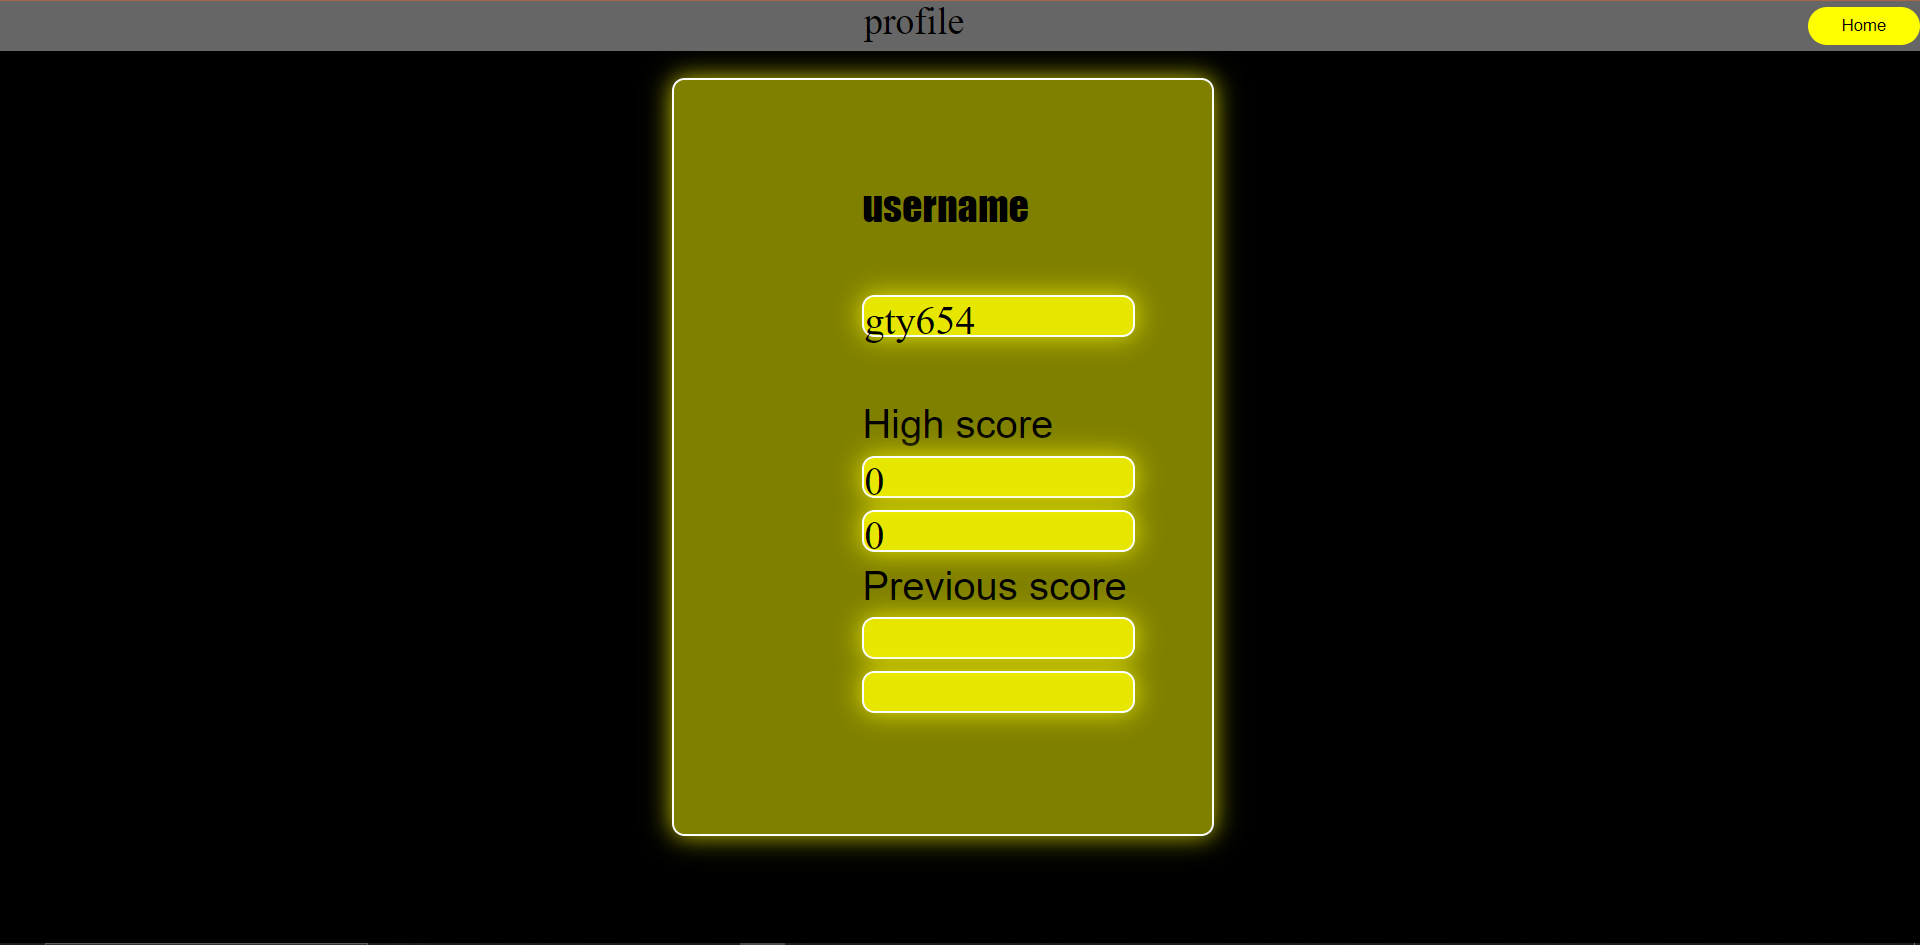 profile
Home
username
gty654
High score
0
0
Previous score